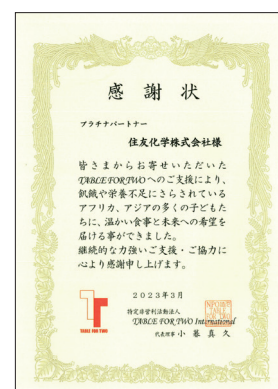 感謝状
プラチナパートナー
住友化学株式会社様
皆さまからお寄せいただいた
TABLE FOR TWOへのご支援により、
飢餓や栄養不足にさらされている
アフリカ、アジアの多くの子どもた
ちに、温かい食事と未来への希望を
届ける事ができました。
継続的な力強いご支援・ご協力に
心より感謝申し上げます。
2023年3月
特定非営利活動法人
TABLE FOR TWO International
代表理事 小暮真久
TABLE FOR TWO